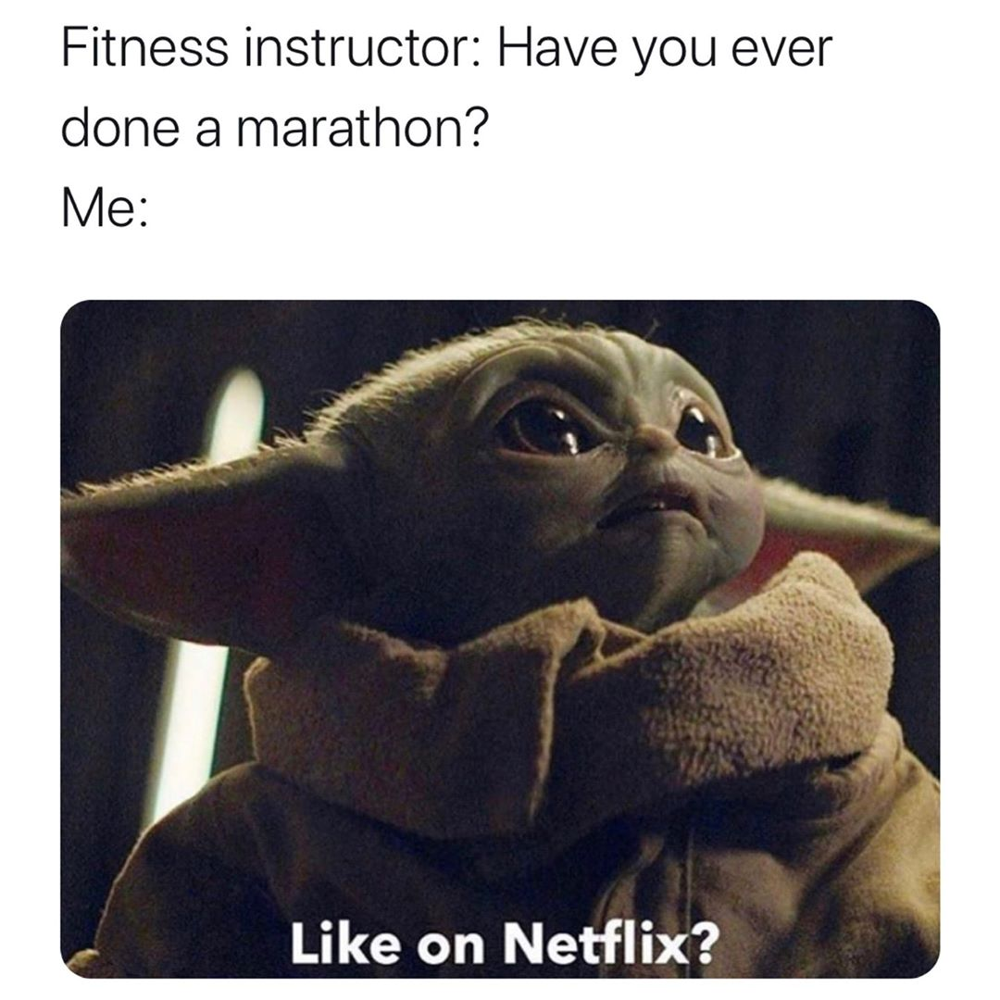 Fitness instructor: Have you ever
done a marathon?
Me:
Like on Netflix?